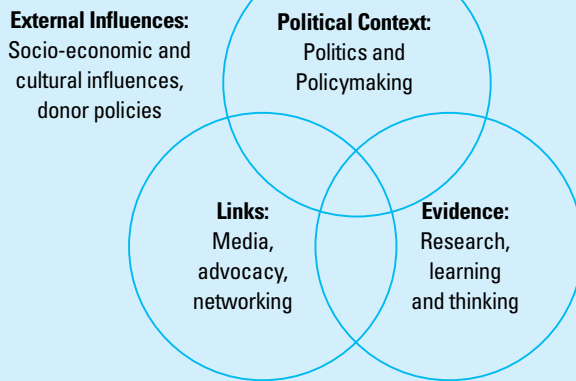 External Influences:
Socio-economic and
cultural influences,
donor policies
Political Context:
Politics and
Policymaking
Links:
Media,
advocacy,
networking
Evidence:
Research,
learning
and thinking